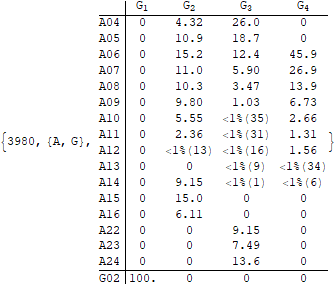 G1 G2 G3 G4
A04 0 4.32 26.0 0
A05 0 10.9 18.7 0
A06 0 15.2 12.4 45.9
A07 0 11.0 5.90 26.9
A08 0 10.3 3.47 13.9
A09 0 9.80 1.03 6.73
A10 0 5.55 <1%(35) 2.66
A11 0 2.36 <1%(31) 1.31
{3980, {A, G}, A12 0 <1%(13) <1%(16) 1.56 }
A13 0 0 <1%(9) <1%(34)
A14 0 9.15 <1%(1) <1%(6)
A15 0 15.0 0 0
A16 0 6.11 0 0
A22 0 0 9.15 0
A23 0 0 7.49 0
A24 0 0 13.6 0
G02 100. 0 0 0